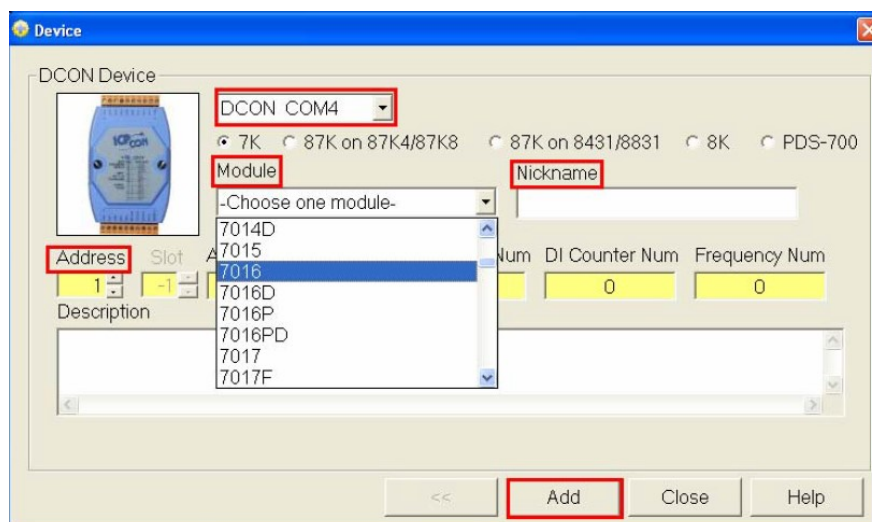 Device
DCON Device
ICP CON
DCON COM4
7K 87K on 87K4/87K8 87K on 8431/8831 8K PDS-700
Module Nickname
-Choose one module-
7014D
7015
7016
7016D
7016P
7016PD
7017
7017F
Address Slot A Num DI Counter Num Frequency Num
1 -1 0 0
Description
<< Add Close Help